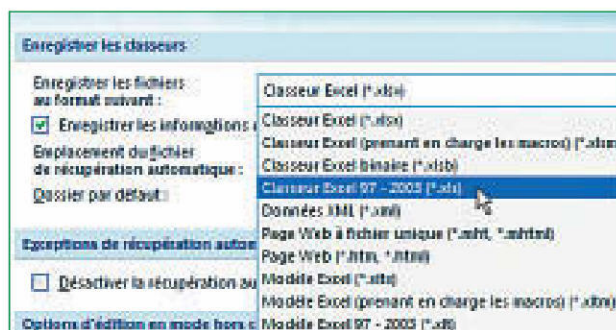 Enregistrer les classeurs
Enregistrer les fichiers
au format suivant :
Classeur Excel (*.xlsx)
Enregistrer les informations
Emplacement du fichier
de récupération automatique :
Dossier par défaut :
Classeur Excel (*.xlsx)
Classeur Excel (prenant en charge les macros) (*.xlsm
Classeur Excel binaire (*.xlsb)
Classeur Excel 97 - 2003 (*.xls)
Données XML (*.xml)
Page Web à fichier unique (*.mht, *.mhtml)
Page Web (*.htm, *.html)
Modèle Excel (*.xltx)
Modèle Excel (prenant en charge les macros) (*.xltm)
Modèle Excel 97 - 2003 (*.xlt)
Exceptions de récupération autom
Désactiver la récupération au
Options d'édition en mode hors c